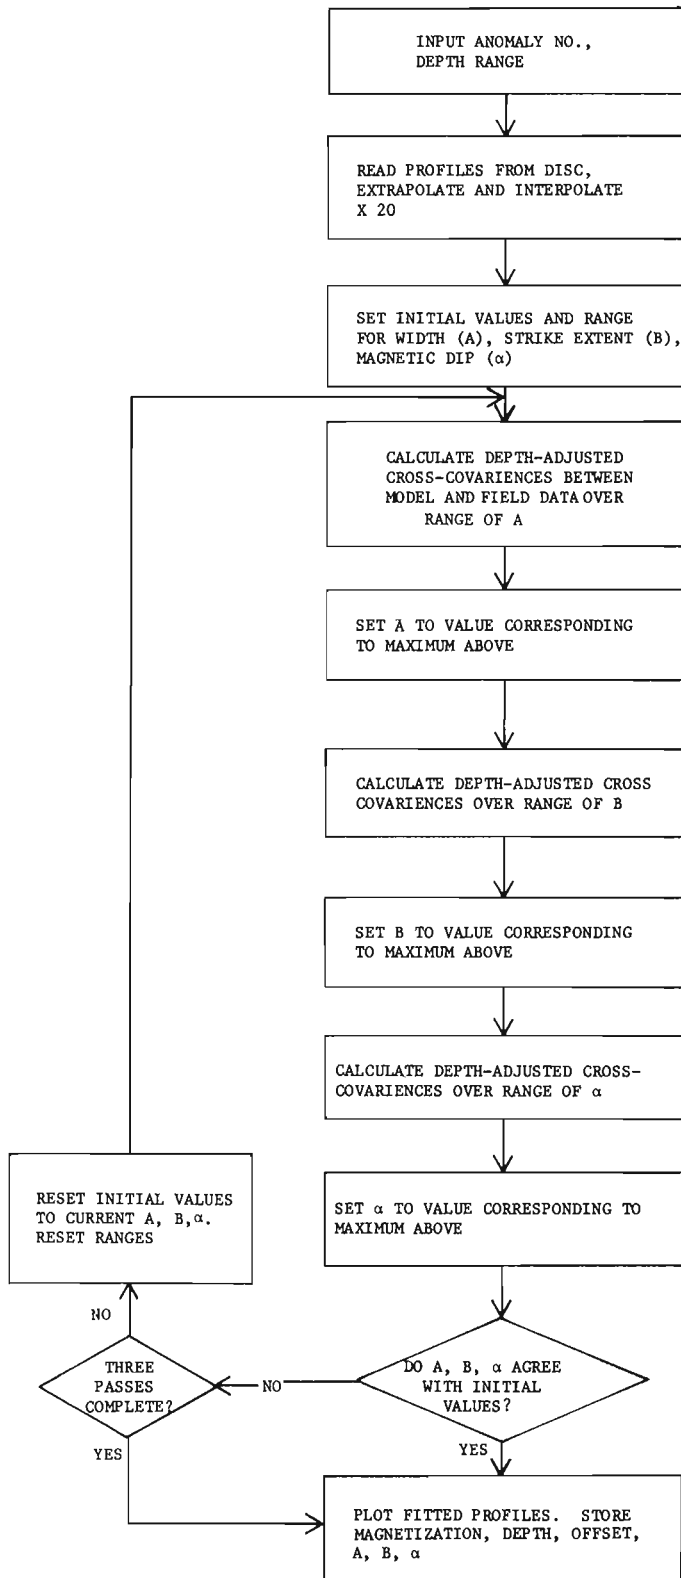 INPUT ANOMALY NO.,
DEPTH RANGE
READ PROFILES FROM DISC,
EXTRAPOLATE AND INTERPOLATE
X 20
SET INITIAL VALUES AND RANGE
FOR WIDTH (A), STRIKE EXTENT (B),
MAGNETIC DIP (α)
CALCULATE DEPTH-ADJUSTED
CROSS-COVARIENCES BETWEEN
MODEL AND FIELD DATA OVER
RANGE OF A
SET A TO VALUE CORRESPONDING
TO MAXIMUM ABOVE
CALCULATE DEPTH-ADJUSTED CROSS
COVARIENCES OVER RANGE OF B
SET B TO VALUE CORRESPONDING
TO MAXIMUM ABOVE
CALCULATE DEPTH-ADJUSTED CROSS-
COVARIENCES OVER RANGE OF α
SET α TO VALUE CORRESPONDING TO
MAXIMUM ABOVE
RESET INITIAL VALUES
TO CURRENT A, B,α.
RESET RANGES
NO
THREE
PASSES
COMPLETE?
NO
DO A, B, α AGREE
WITH INITIAL
VALUES?
YES
YES
PLOT FITTED PROFILES. STORE
MAGNETIZATION, DEPTH, OFFSET,
A, B, α